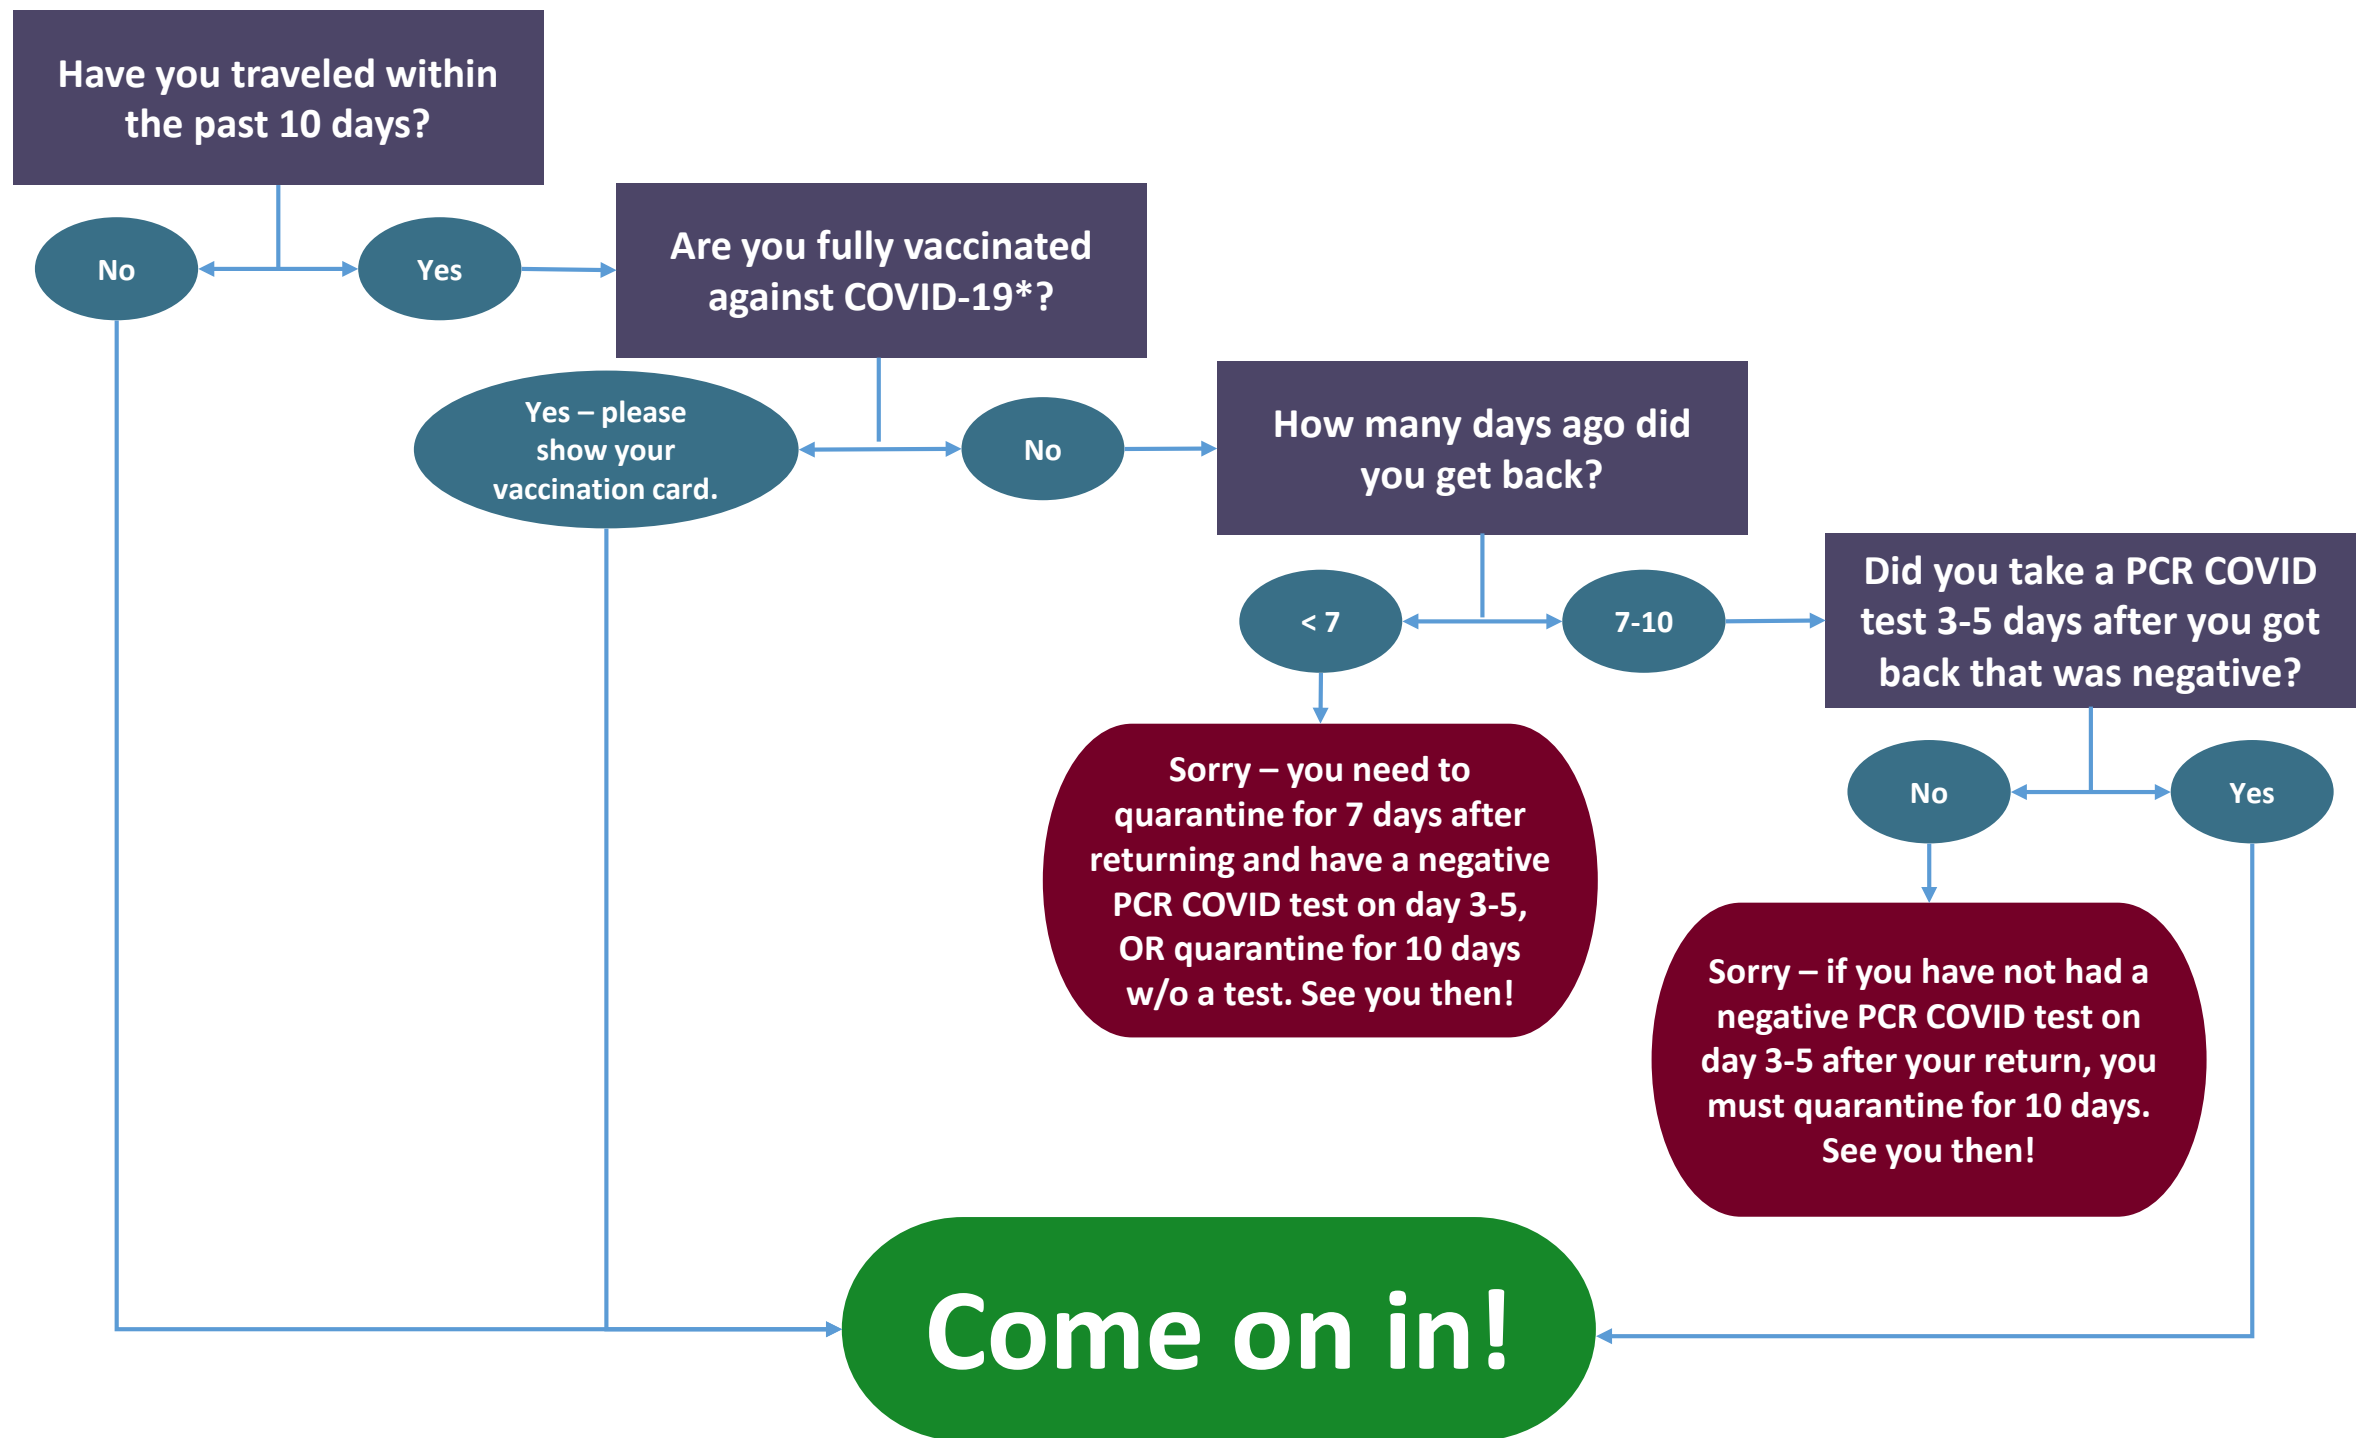 Have you traveled within
the past 10 days?
No
Yes
Are you fully vaccinated
against COVID-19*?
Yes – please
show your
vaccination card.
No
How many days ago did
you get back?
< 7
7-10
Did you take a PCR COVID
test 3-5 days after you got
back that was negative?
Sorry – you need to
quarantine for 7 days after
returning and have a negative
PCR COVID test on day 3-5,
OR quarantine for 10 days
w/o a test. See you then!
No
Yes
Sorry – if you have not had a
negative PCR COVID test on
day 3-5 after your return, you
must quarantine for 10 days.
See you then!
Come on in!